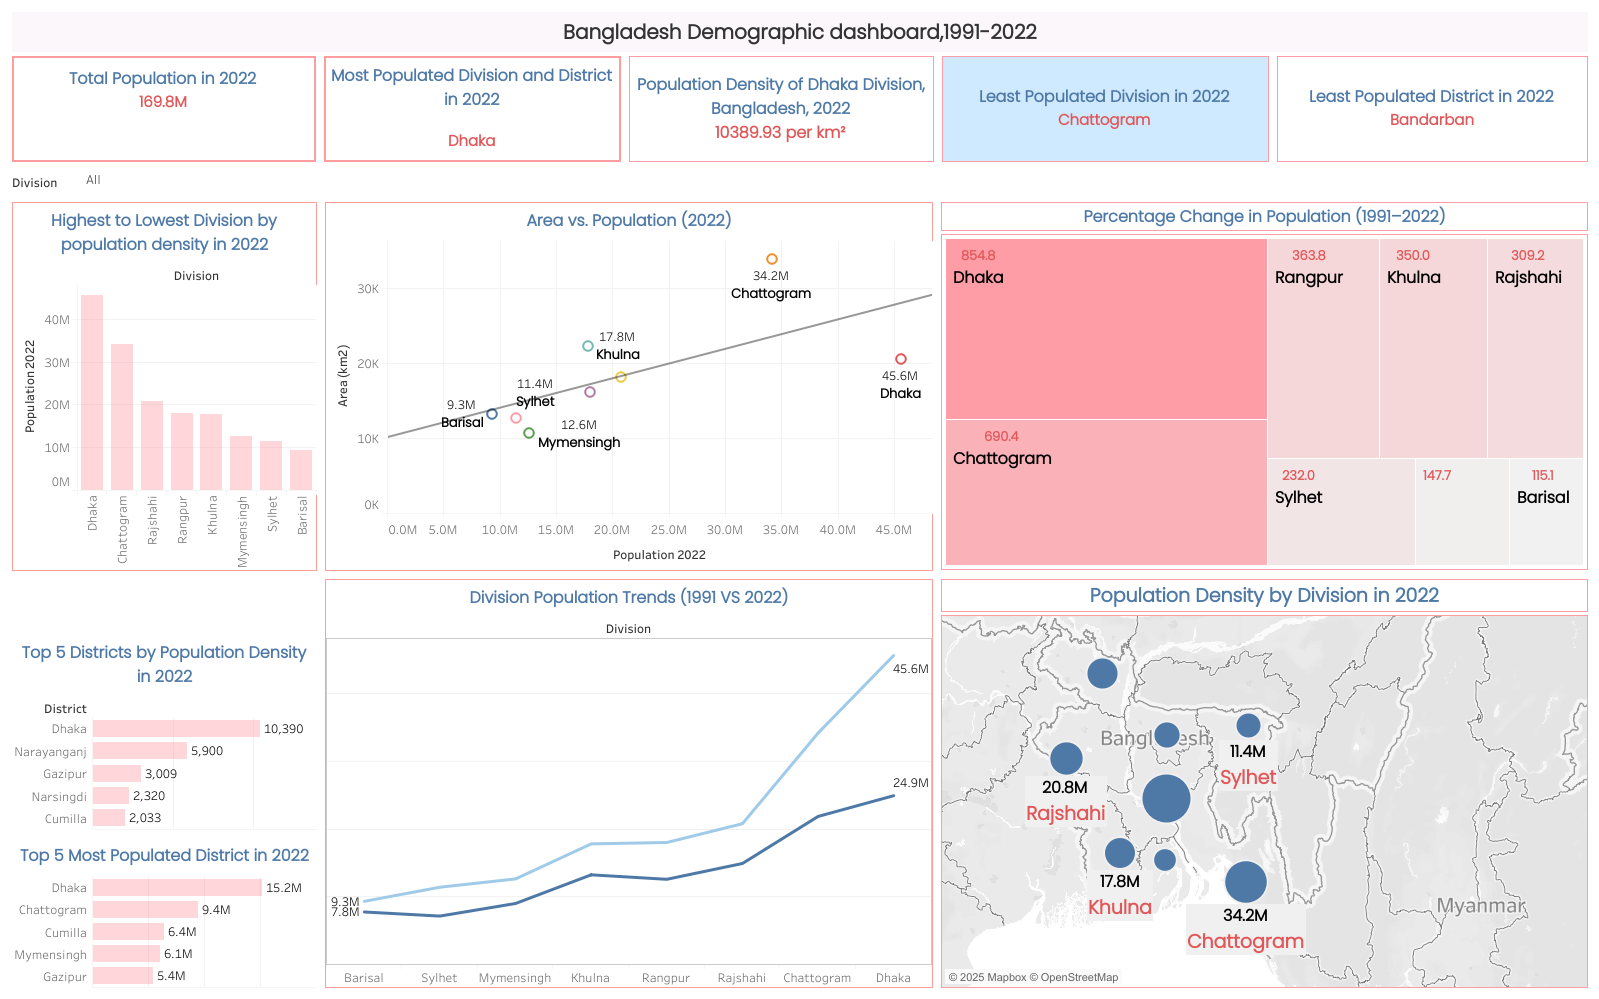 Bangladesh Demographic dashboard,1991-2022
Total Population in 2022
169.8M
Most Populated Division and District
in 2022
Dhaka
Population Density of Dhaka Division,
Bangladesh, 2022
10389.93 per km²
Least Populated Division in 2022
Chattogram
Least Populated District in 2022
Bandarban
Division
All
Highest to Lowest Division by
population density in 2022
Division
Population 2022
40M
30M
20M
10M
0M
Dhaka
Chattogram
Rajshahi
Rangpur
Khulna
Mymensingh
Sylhet
Barisal
Area vs. Population (2022)
Area (km2)
30K
20K
10K
0K
34.2M
Chattogram
17.8M
Khulna
45.6M
Dhaka
11.4M
Sylhet
9.3M
Barisal
12.6M
Mymensingh
0.0M
5.0M
10.0M
15.0M
20.0M
25.0M
30.0M
35.0M
40.0M
45.0M
Population 2022
Percentage Change in Population (1991–2022)
854.8
Dhaka
690.4
Chattogram
363.8
Rangpur
350.0
Khulna
309.2
Rajshahi
232.0
Sylhet
147.7
115.1
Barisal
Top 5 Districts by Population Density
in 2022
District
Dhaka 10,390
Narayanganj 5,900
Gazipur 3,009
Narsingdi 2,320
Cumilla 2,033
Top 5 Most Populated District in 2022
Dhaka 15.2M
Chattogram 9.4M
Cumilla 6.4M
Mymensingh 6.1M
Gazipur 5.4M
Division Population Trends (1991 VS 2022)
Division
45.6M
24.9M
9.3M
7.8M
Barisal
Sylhet
Mymensingh
Khulna
Rangpur
Rajshahi
Chattogram
Dhaka
Population Density by Division in 2022
Bangladesh
11.4M
Sylhet
20.8M
Rajshahi
17.8M
Khulna
34.2M
Chattogram
Myanmar
© 2025 Mapbox © OpenStreetMap